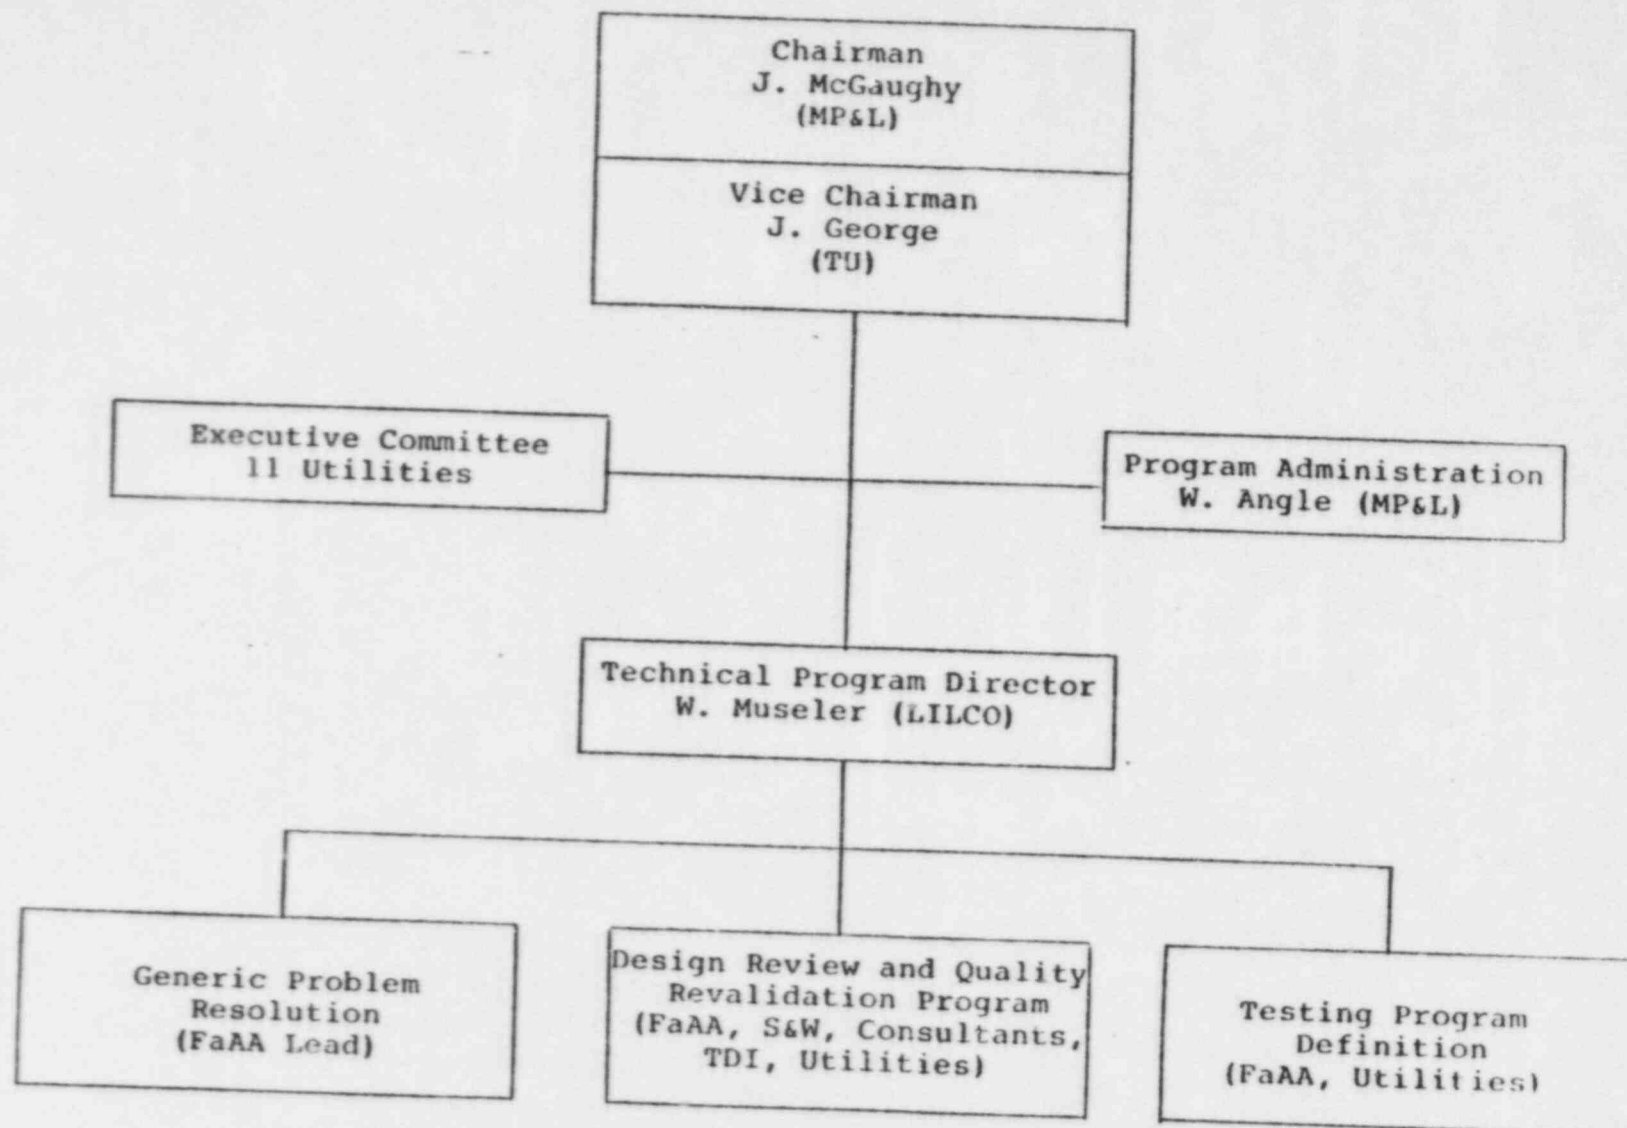 Chairman
J. McGaughy
(MP&L)
Vice Chairman
J. George
(TU)
Executive Committee
11 Utilities
Program Administration
W. Angle (MP&L)
Technical Program Director
W. Museler (LILCO)
Generic Problem
Resolution
(FaAA Lead)
Design Review and Quality
Revalidation Program
(FaAA, S&W, Consultants,
TDI, Utilities)
Testing Program
Definition
(FaAA, Utilities)